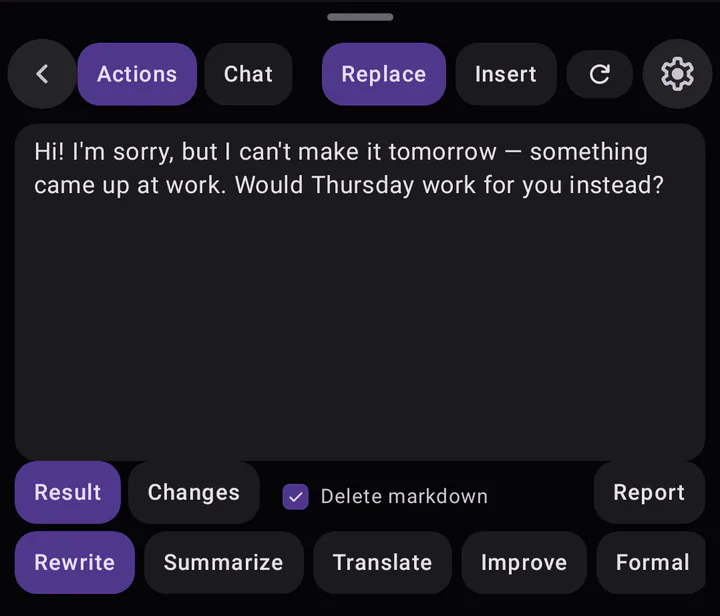 Actions Chat Replace Insert
Hi! I'm sorry, but I can't make it tomorrow — something
came up at work. Would Thursday work for you instead?
Result Changes Delete markdown Report
Rewrite Summarize Translate Improve Formal